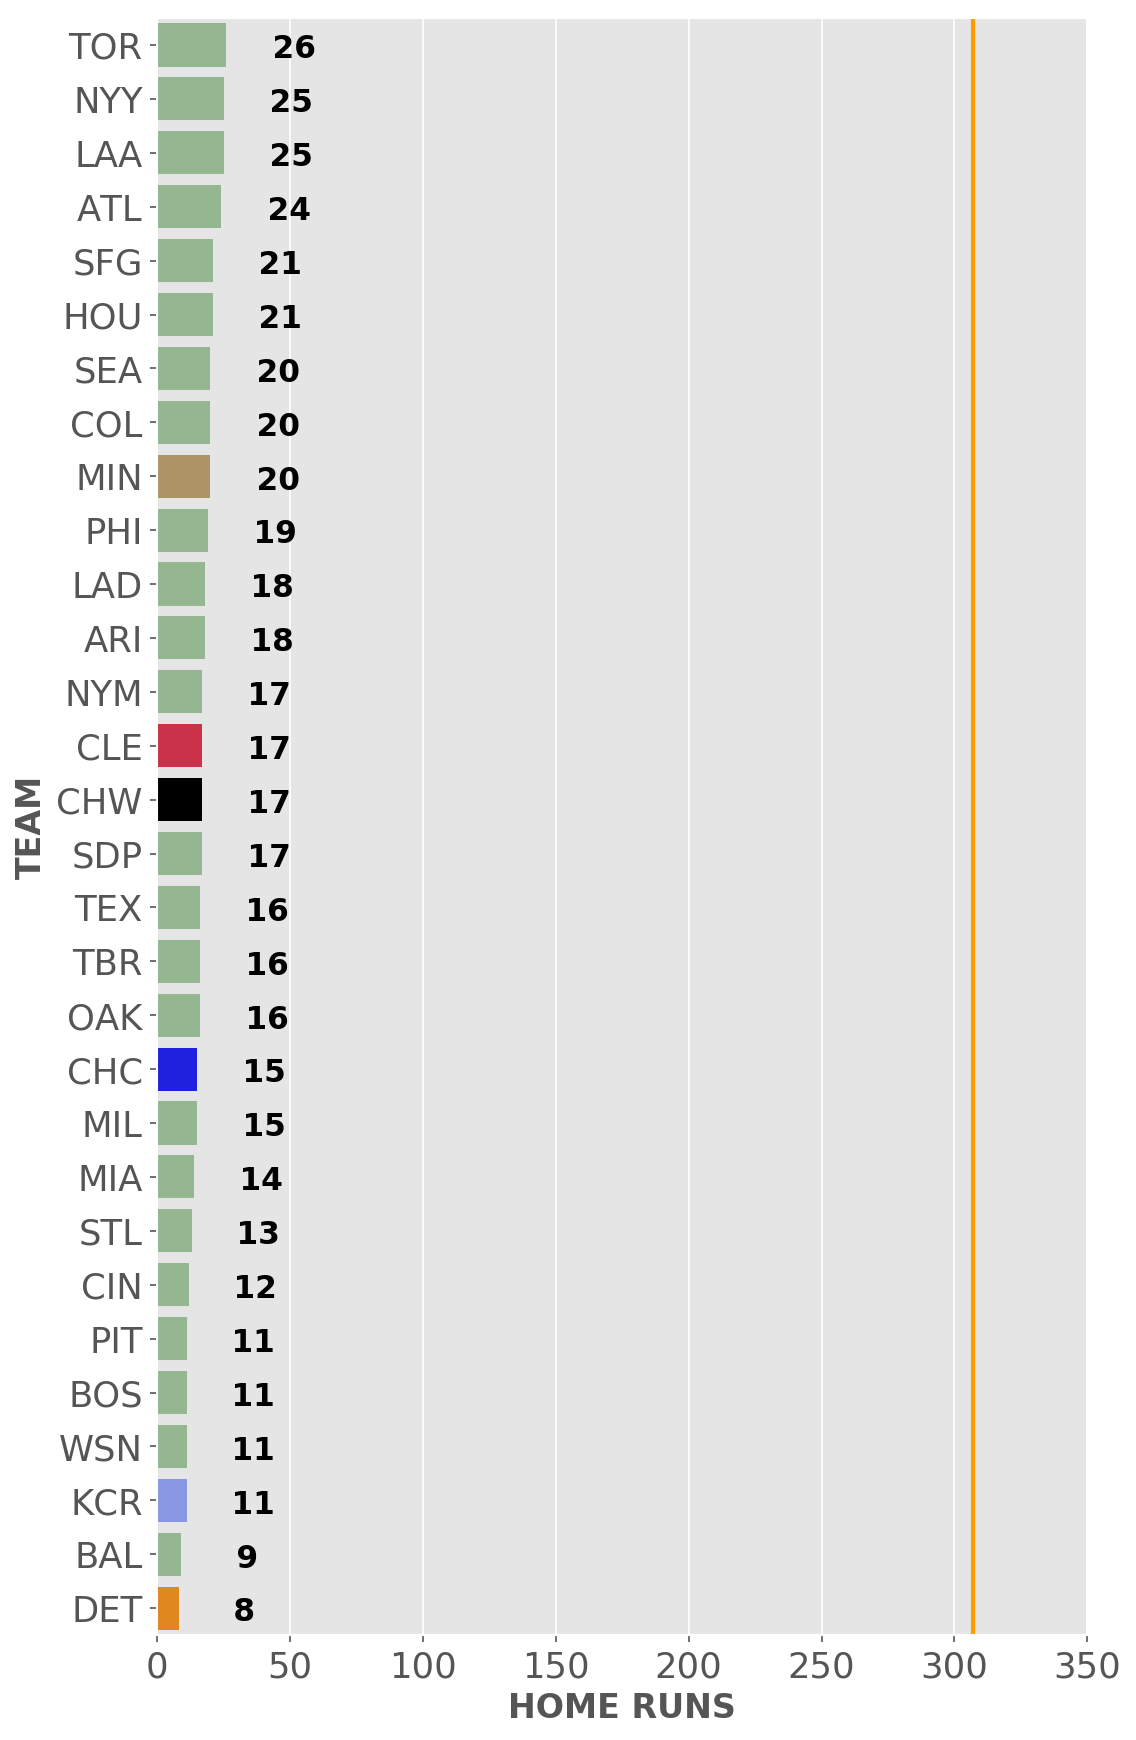 TOR 26
NYY 25
LAA 25
ATL 24
SFG 21
HOU 21
SEA 20
COL 20
MIN 20
PHI 19
LAD 18
ARI 18
NYM 17
CLE 17
CHW 17
SDP 17
TEX 16
TBR 16
OAK 16
CHC 15
MIL 15
MIA 14
STL 13
CIN 12
PIT 11
BOS 11
WSN 11
KCR 11
BAL 9
DET 8
TEAM
0 50 100 150 200 250 300 350
HOME RUNS